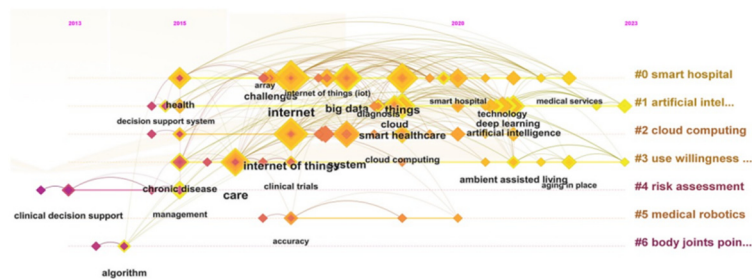 2013 2015 2020 2023
#0 smart hospital
array
challenges
internet of things (iot)
health
big data
things
smart hospital
medical services
#1 artificial intel...
internet
diagnosis
technology
decision support system
cloud
deep learning
smart healthcare
artificial intelligence
#2 cloud computing
cloud computing
internet of things
system
#3 use willingness ...
ambient assisted living
chronic disease
clinical trials
aging in place
care
#4 risk assessment
clinical decision support
management
#5 medical robotics
accuracy
#6 body joints poin...
algorithm